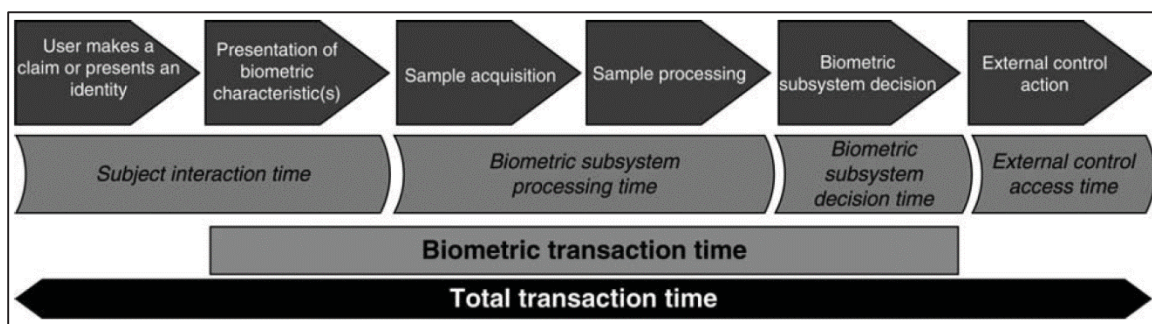 User makes a
claim or presents an
identity
Presentation of
biometric
characteristic(s)
Sample acquisition
Sample processing
Biometric
subsystem decision
External control
action
Subject interaction time
Biometric subsystem
processing time
Biometric
subsystem
decision time
External control
access time
Biometric transaction time
Total transaction time